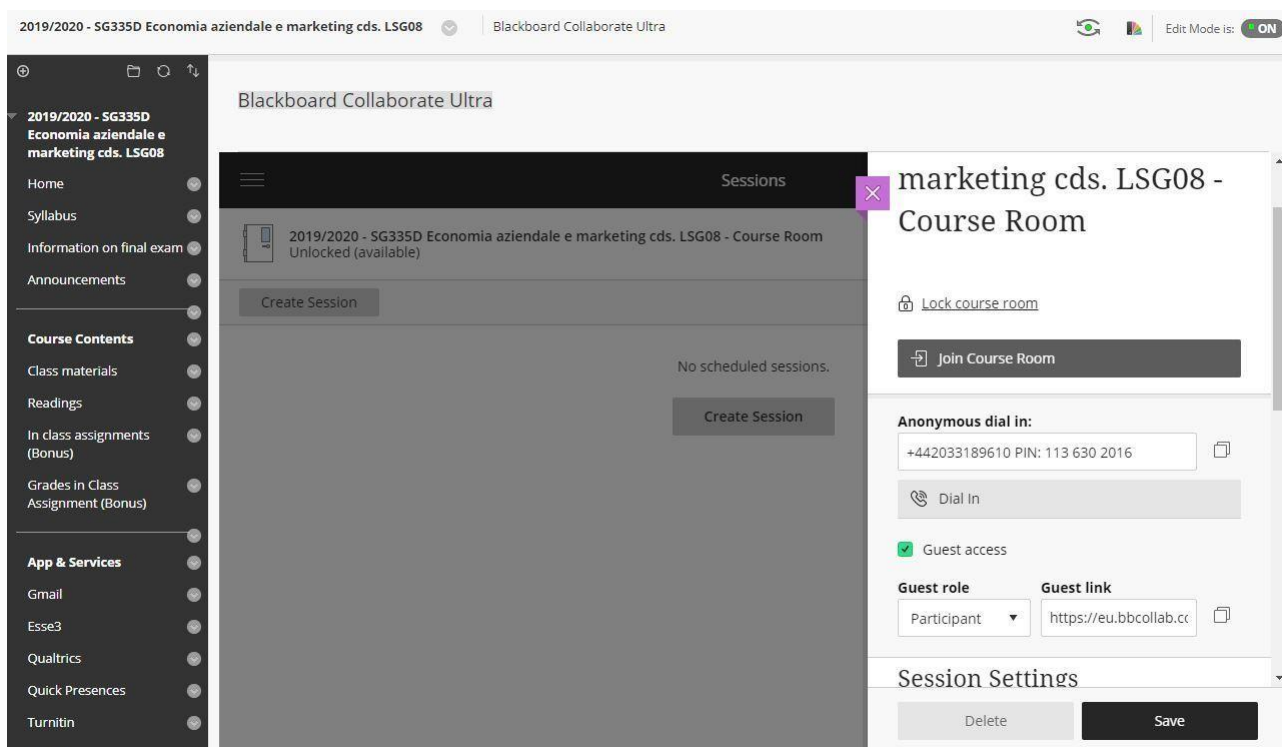 2019/2020 - SG335D Economia aziendale e marketing cds. LSG08
Blackboard Collaborate Ultra
Edit Mode is: ON
2019/2020 - SG335D
Economia aziendale e
marketing cds. LSG08
Home
Syllabus
Information on final exam
Announcements
Course Contents
Class materials
Readings
In class assignments
(Bonus)
Grades in Class
Assignment (Bonus)
App & Services
Gmail
Esse3
Qualtrics
Quick Presences
Turnitin
Blackboard Collaborate Ultra
Sessions
2019/2020 - SG335D Economia aziendale e marketing cds. LSG08 - Course Room
Unlocked (available)
Create Session
No scheduled sessions.
Create Session
marketing cds. LSG08 -
Course Room
Lock course room
Join Course Room
Anonymous dial in:
+442033189610 PIN: 113 630 2016
Dial In
Guest access
Guest role
Guest link
Participant
https://eu.bbcollab.cc
Session Settings
Delete
Save